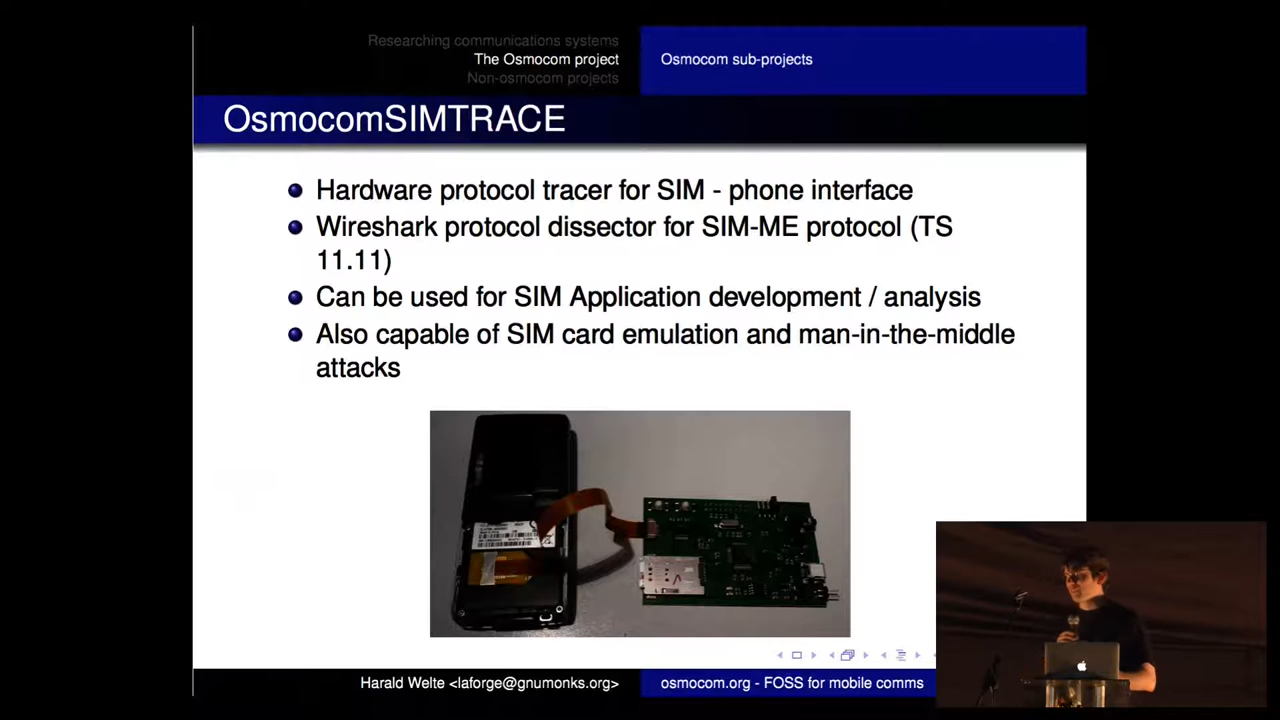 Researching communications systems
The Osmocom project
Non-osmocom projects
Osmocom sub-projects
OsmocomSIMTRACE
Hardware protocol tracer for SIM - phone interface
Wireshark protocol dissector for SIM-ME protocol (TS
11.11)
Can be used for SIM Application development / analysis
Also capable of SIM card emulation and man-in-the-middle
attacks
Harald Welte <laforge@gnumonks.org>
osmocom.org - FOSS for mobile comms